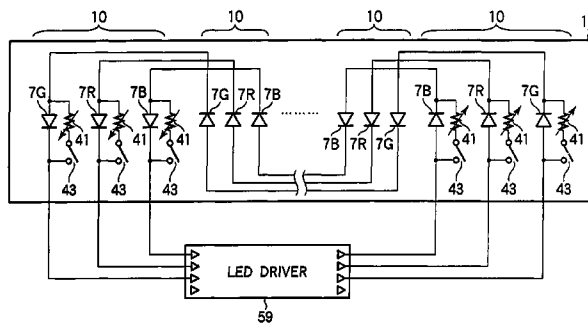 10 10 10 10 1
7G 7R 7B 7G 7R 7B ........ 7B 7R 7G 7B 7R 7G
41 41 41 41 41 41
43 43 43 43 43 43
LED DRIVER
59